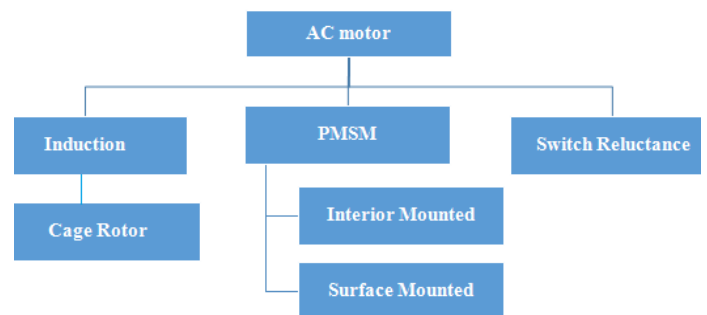 AC motor
Induction
PMSM
Switch Reluctance
Cage Rotor
Interior Mounted
Surface Mounted